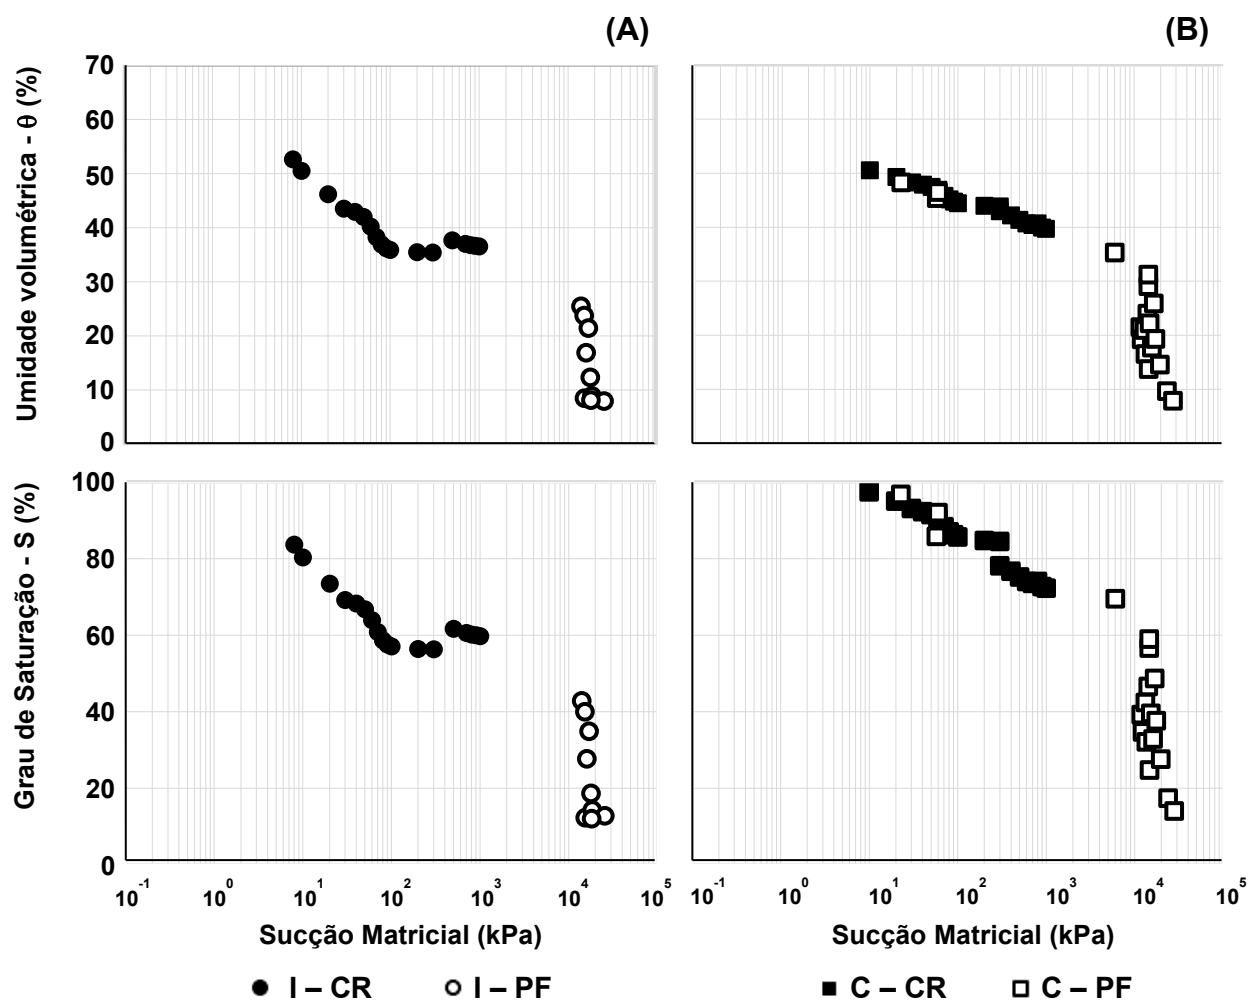 (A) (B)
Umidade volumétrica - θ (%)
70
60
50
40
30
20
10
0
Grau de Saturação - S (%)
100
80
60
40
20
0
10⁻¹ 10⁰ 10¹ 10² 10³ 10⁴ 10⁵ 10⁻¹ 10⁰ 10¹ 10² 10³ 10⁴ 10⁵
Sucção Matricial (kPa) Sucção Matricial (kPa)
I – CR I – PF C – CR C – PF